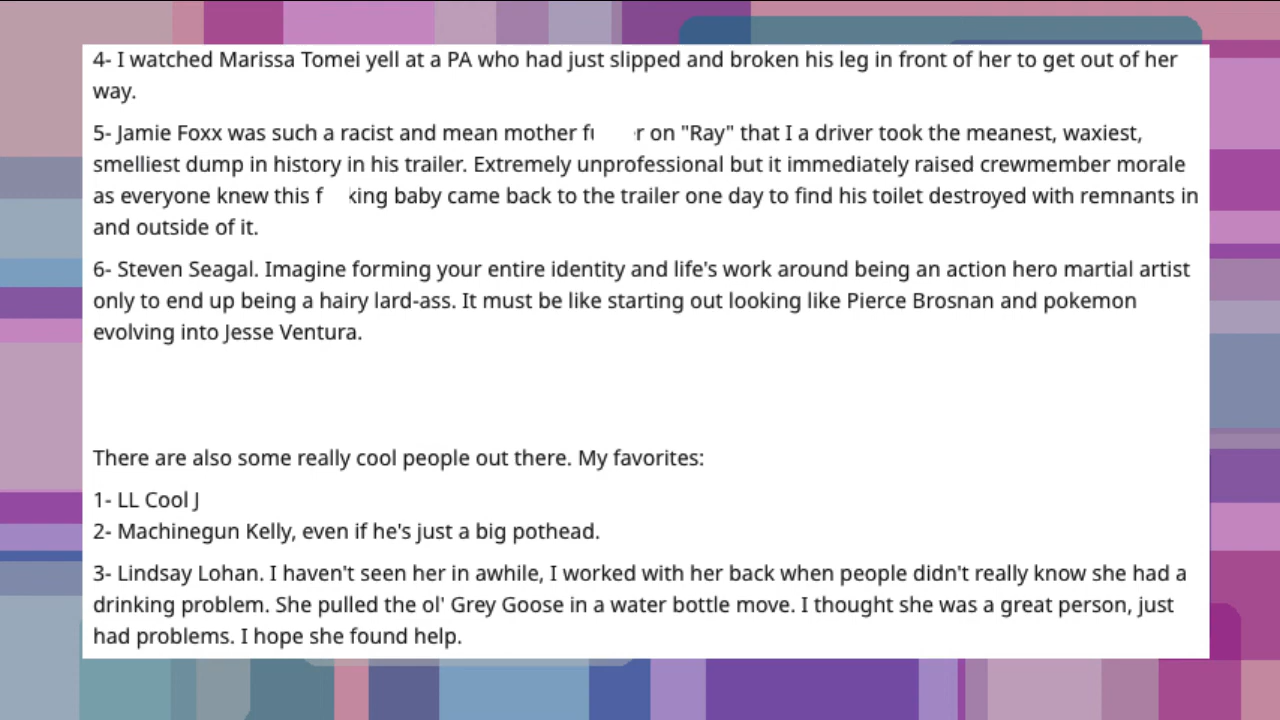 4- I watched Marissa Tomei yell at a PA who had just slipped and broken his leg in front of her to get out of her
way.
5- Jamie Foxx was such a racist and mean mother fu r on "Ray" that I a driver took the meanest, waxiest,
smelliest dump in history in his trailer. Extremely unprofessional but it immediately raised crewmember morale
as everyone knew this f king baby came back to the trailer one day to find his toilet destroyed with remnants in
and outside of it.
6- Steven Seagal. Imagine forming your entire identity and life's work around being an action hero martial artist
only to end up being a hairy lard-ass. It must be like starting out looking like Pierce Brosnan and pokemon
evolving into Jesse Ventura.
There are also some really cool people out there. My favorites:
1- LL Cool J
2- Machinegun Kelly, even if he's just a big pothead.
3- Lindsay Lohan. I haven't seen her in awhile, I worked with her back when people didn't really know she had a
drinking problem. She pulled the ol' Grey Goose in a water bottle move. I thought she was a great person, just
had problems. I hope she found help.